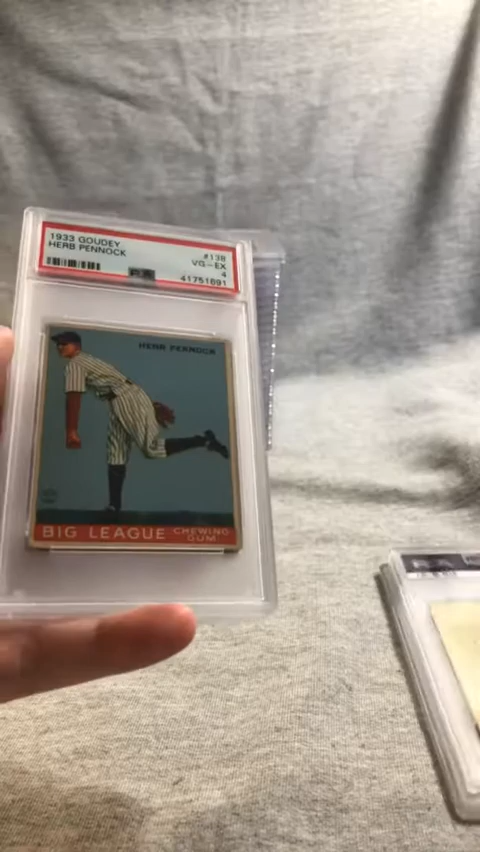 1933 GOUDEY #138
HERB PENNOCK VG-EX
4
41751691
HERB PENNOCK
BIG LEAGUE CHEWING
GUM